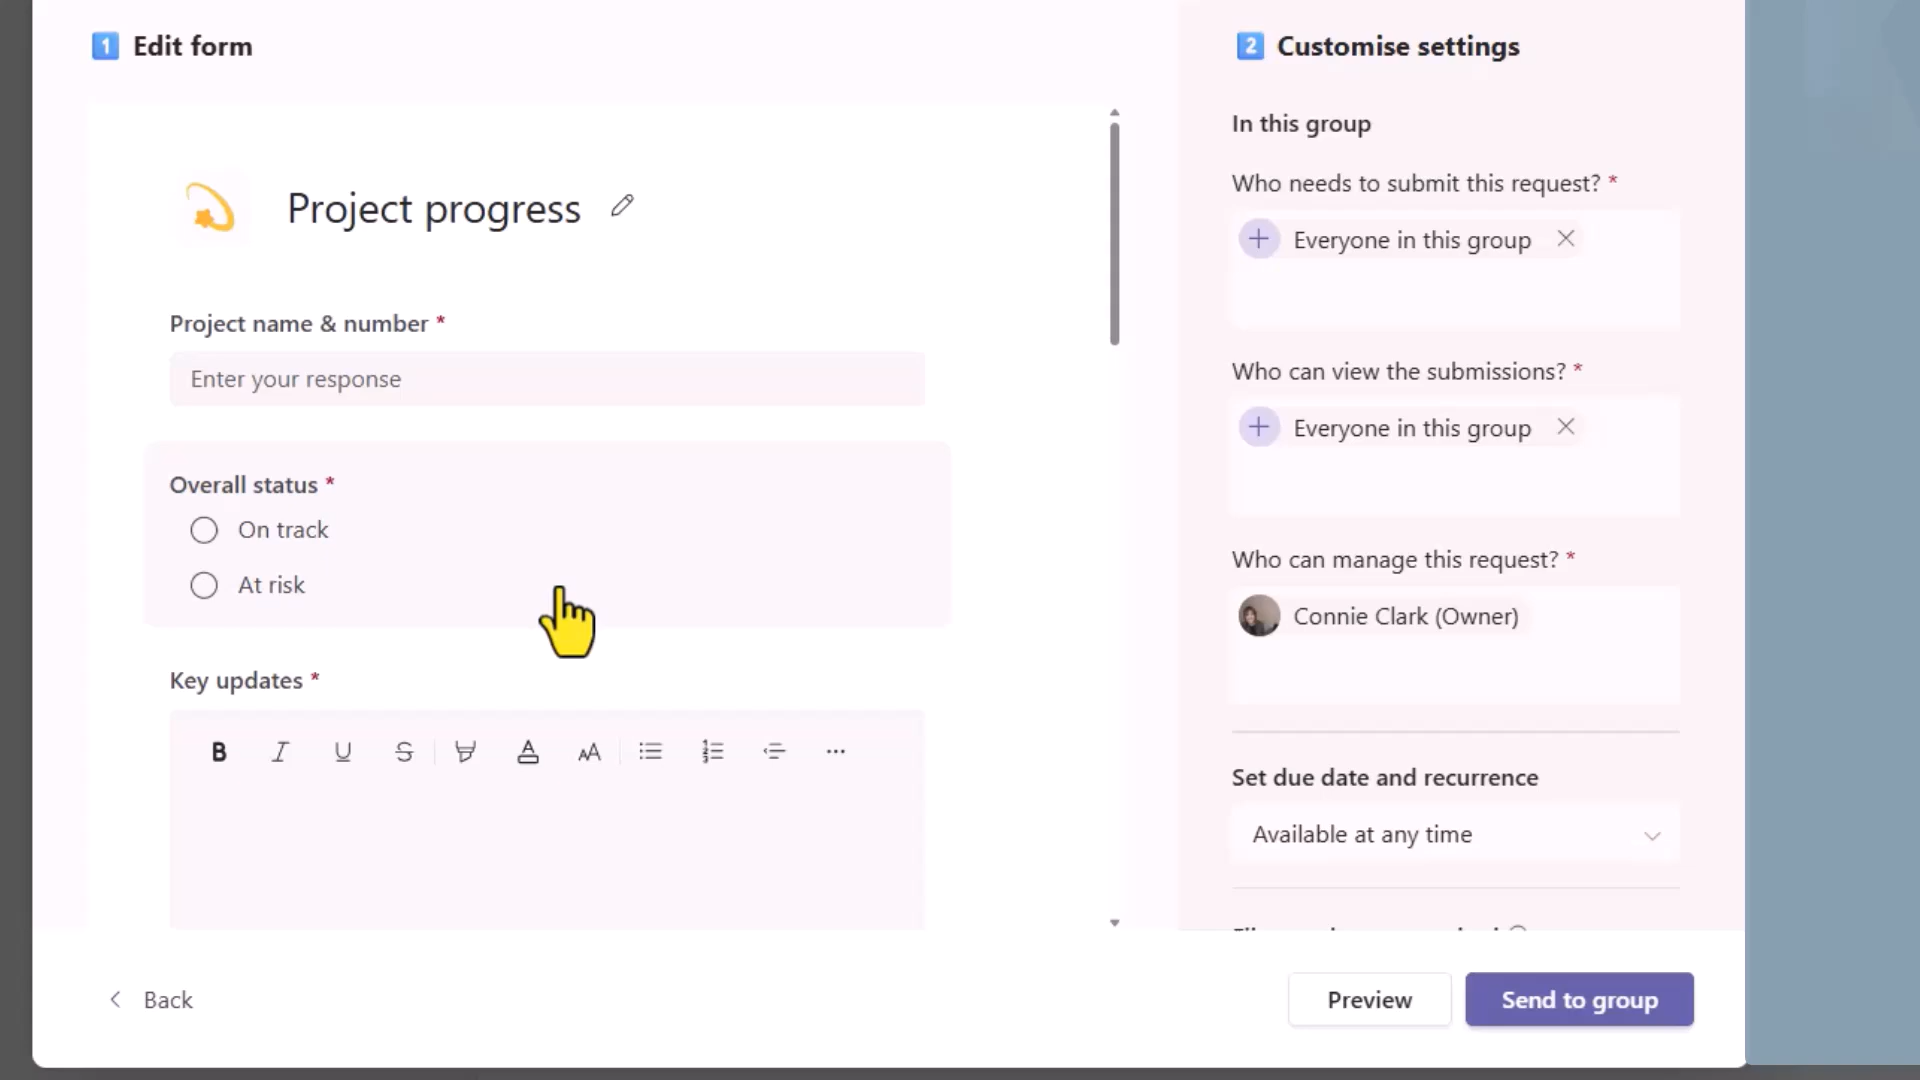 1 Edit form
Project progress
Project name & number *
Enter your response
Overall status *
On track
At risk
Key updates *
B I U S A AA
Back
2 Customise settings
In this group
Who needs to submit this request? *
Everyone in this group
Who can view the submissions? *
Everyone in this group
Who can manage this request? *
Connie Clark (Owner)
Set due date and recurrence
Available at any time
Preview
Send to group